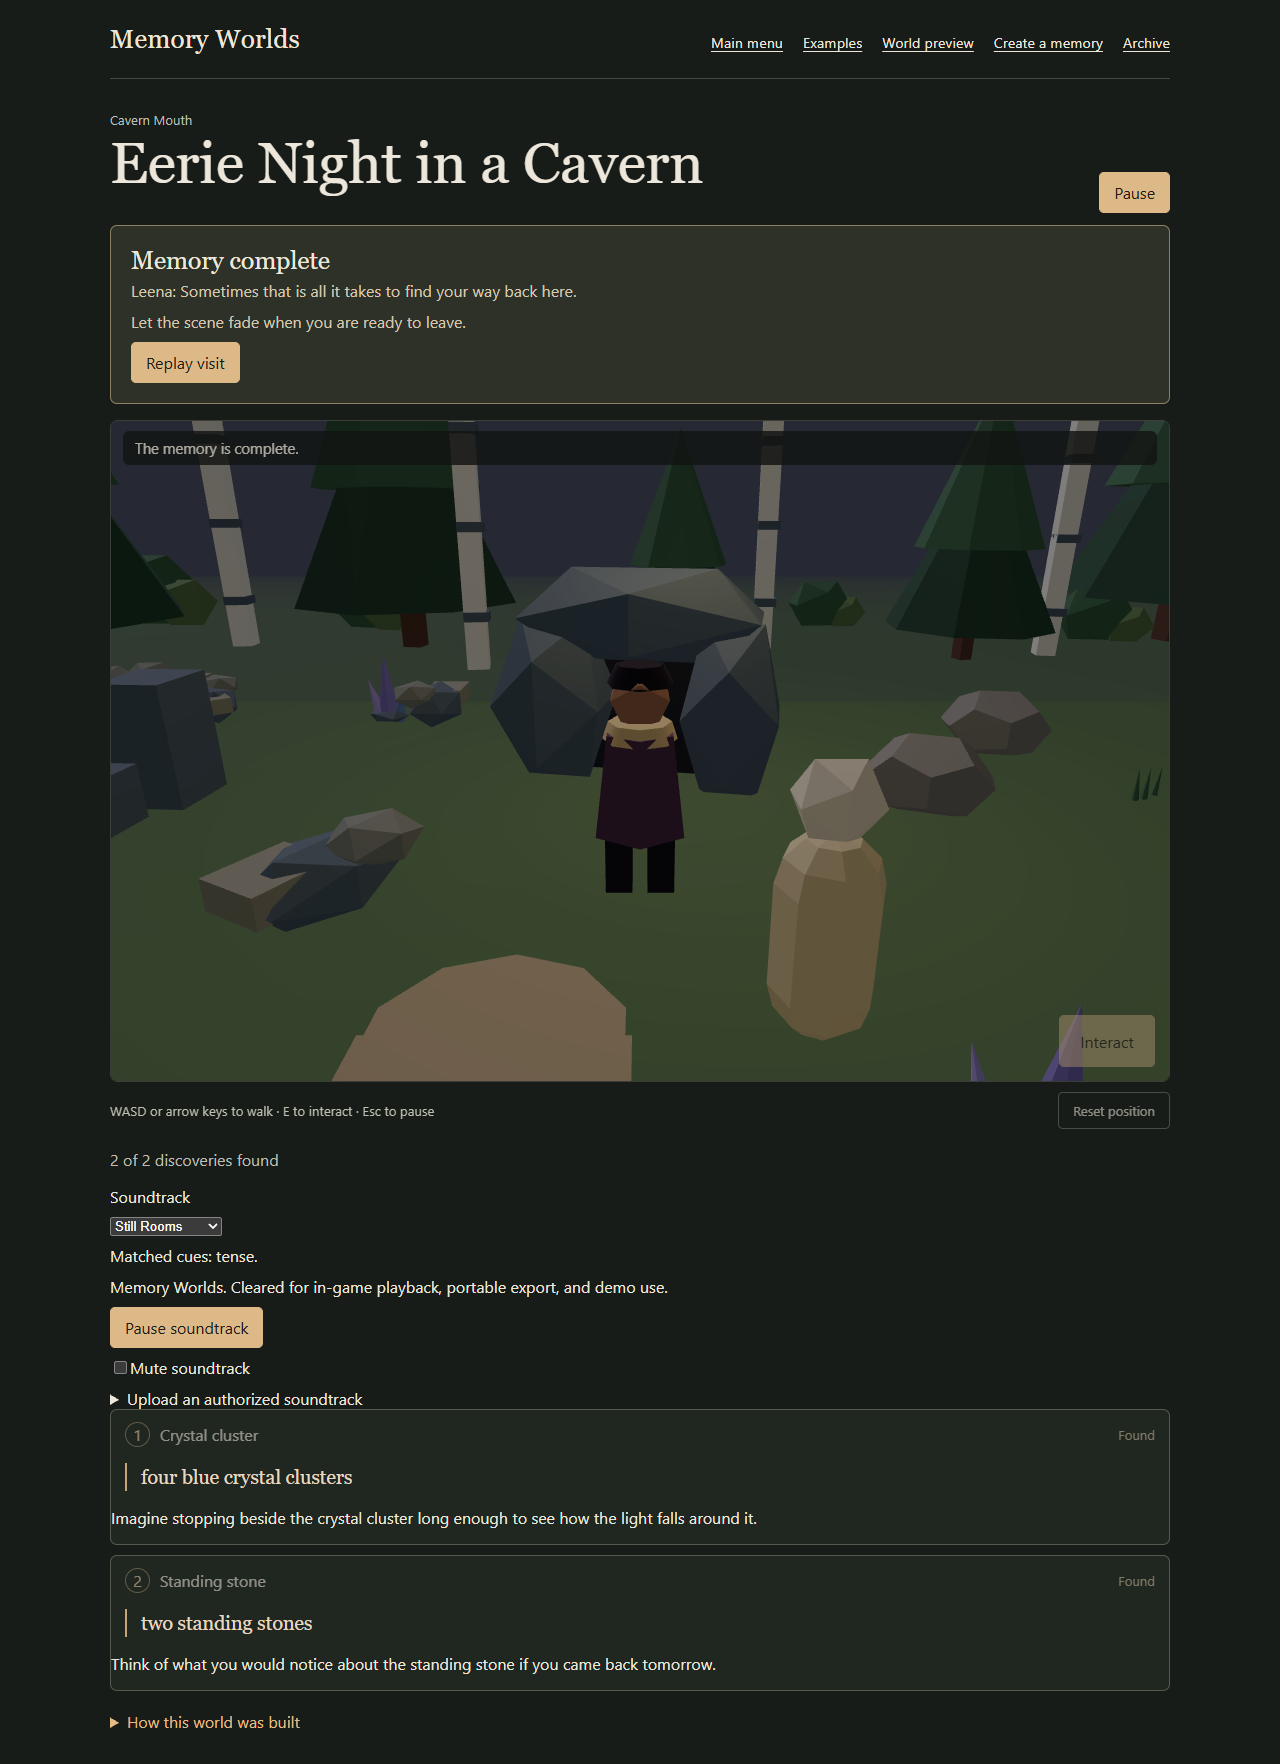 Memory Worlds
Main menu Examples World preview Create a memory Archive
Cavern Mouth
Eerie Night in a Cavern
Pause
Memory complete
Leena: Sometimes that is all it takes to find your way back here.
Let the scene fade when you are ready to leave.
Replay visit
The memory is complete.
Interact
WASD or arrow keys to walk · E to interact · Esc to pause
Reset position
2 of 2 discoveries found
Soundtrack
Still Rooms
Matched cues: tense.
Memory Worlds. Cleared for in-game playback, portable export, and demo use.
Pause soundtrack
Mute soundtrack
Upload an authorized soundtrack
1 Crystal cluster Found
four blue crystal clusters
Imagine stopping beside the crystal cluster long enough to see how the light falls around it.
2 Standing stone Found
two standing stones
Think of what you would notice about the standing stone if you came back tomorrow.
How this world was built